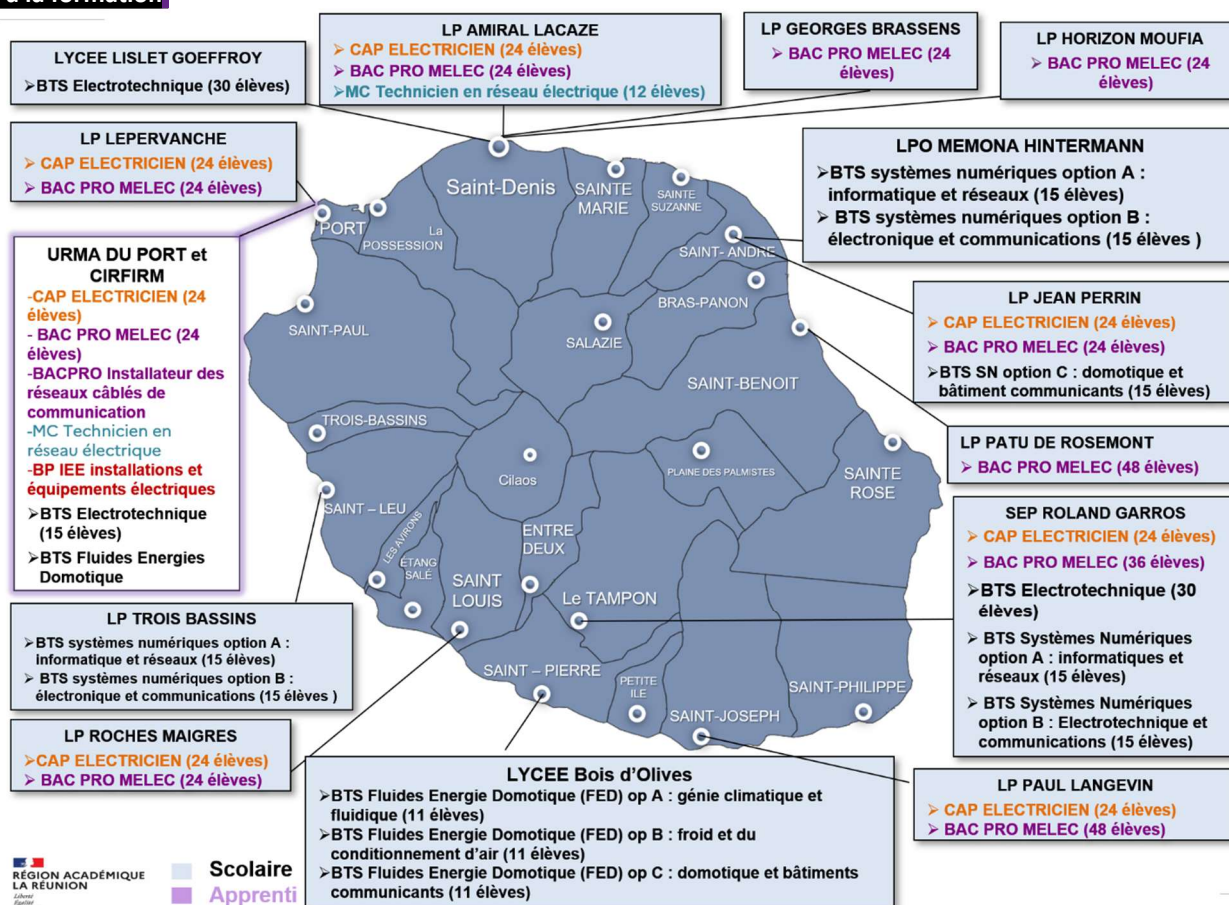 à la formation
LYCEE LISLET GOEFFROY
➢BTS Electrotechnique (30 élèves)
LP AMIRAL LACAZE
➢ CAP ELECTRICIEN (24 élèves)
➢ BAC PRO MELEC (24 élèves)
➢MC Technicien en réseau électrique (12 élèves)
LP GEORGES BRASSENS
➢ BAC PRO MELEC (24
élèves)
LP HORIZON MOUFIA
➢ BAC PRO MELEC (24
élèves)
LP LEPERVANCHE
➢ CAP ELECTRICIEN (24 élèves)
➢ BAC PRO MELEC (24 élèves)
LPO MEMONA HINTERMANN
➢BTS systèmes numériques option A :
informatique et réseaux (15 élèves)
➢ BTS systèmes numériques option B :
électronique et communications (15 élèves )
URMA DU PORT et
CIRFIRM
-CAP ELECTRICIEN (24
élèves)
- BAC PRO MELEC (24
élèves)
-BACPRO Installateur des
réseaux câblés de
communication
-MC Technicien en
réseau électrique
-BP IEE installations et
équipements électriques
➢BTS Electrotechnique
(15 élèves)
➢BTS Fluides Energies
Domotique
Saint-Denis
SAINTE
MARIE
SAINTE
SUZANNE
PORT
La
POSSESSION
SAINT- ANDRE
BRAS-PANON
SAINT-PAUL
SALAZIE
SAINT-BENOIT
TROIS-BASSINS
Cilaos
PLAINE DES PALMISTES
SAINTE
ROSE
SAINT – LEU
LES AVIRONS
ÉTANG
SALÉ
SAINT
LOUIS
ENTRE
DEUX
Le TAMPON
SAINT – PIERRE
PETITE
ILE
SAINT-JOSEPH
SAINT-PHILIPPE
LP JEAN PERRIN
➢ CAP ELECTRICIEN (24 élèves)
➢ BAC PRO MELEC (24 élèves)
➢BTS SN option C : domotique et
bâtiment communicants (15 élèves)
LP PATU DE ROSEMONT
➢ BAC PRO MELEC (48 élèves)
SEP ROLAND GARROS
➢ CAP ELECTRICIEN (24 élèves)
➢ BAC PRO MELEC (36 élèves)
➢BTS Electrotechnique (30
élèves)
➢ BTS Systèmes Numériques
option A : informatiques et
réseaux (15 élèves)
➢ BTS Systèmes Numériques
option B : Electrotechnique et
communications (15 élèves)
LP TROIS BASSINS
➢BTS systèmes numériques option A :
informatique et réseaux (15 élèves)
➢ BTS systèmes numériques option B :
électronique et communications (15 élèves )
LP ROCHES MAIGRES
➢CAP ELECTRICIEN (24 élèves)
➢ BAC PRO MELEC (24 élèves)
LYCEE Bois d’Olives
➢BTS Fluides Energie Domotique (FED) op A : génie climatique et
fluidique (11 élèves)
➢BTS Fluides Energie Domotique (FED) op B : froid et du
conditionnement d’air (11 élèves)
➢BTS Fluides Energie Domotique (FED) op C : domotique et bâtiments
communicants (11 élèves)
LP PAUL LANGEVIN
➢ CAP ELECTRICIEN (24 élèves)
➢ BAC PRO MELEC (48 élèves)
RÉGION ACADÉMIQUE
LA RÉUNION
Liberté
Égalité
Scolaire
Apprenti